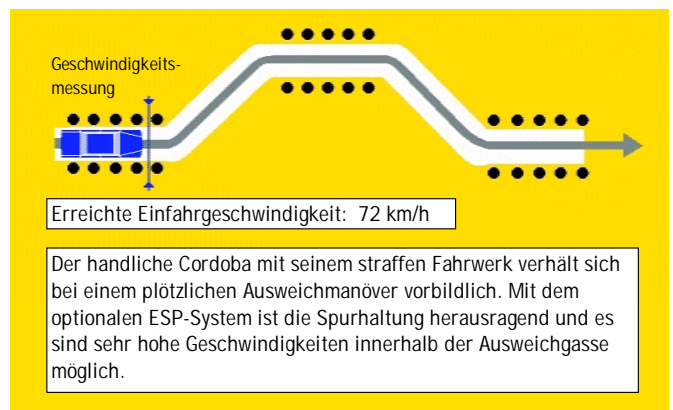 Geschwindigkeits-
messung
Erreichte Einfahrgeschwindigkeit: 72 km/h
Der handliche Cordoba mit seinem straffen Fahrwerk verhält sich
bei einem plötzlichen Ausweichmanöver vorbildlich. Mit dem
optionalen ESP-System ist die Spurhaltung herausragend und es
sind sehr hohe Geschwindigkeiten innerhalb der Ausweichgasse
möglich.